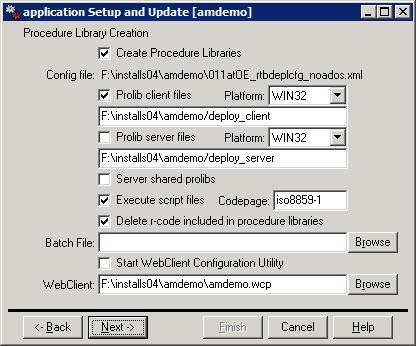 application Setup and Update [amdemo]
Procedure Library Creation
Create Procedure Libraries
Config file: F:\installs04\amdemo\011atOE_rtbdeplcfg_noados.xml
Prolib client files Platform: WIN32
F:\installs04\amdemo/deploy_client
Prolib server files Platform: WIN32
F:\installs04\amdemo/deploy_server
Server shared prolibs
Execute script files Codepage: iso8859-1
Delete r-code included in procedure libraries
Batch File: Browse
Start WebClient Configuration Utility
WebClient: F:\installs04\amdemo\amdemo.wcp Browse
<- Back Next -> Finish Cancel Help